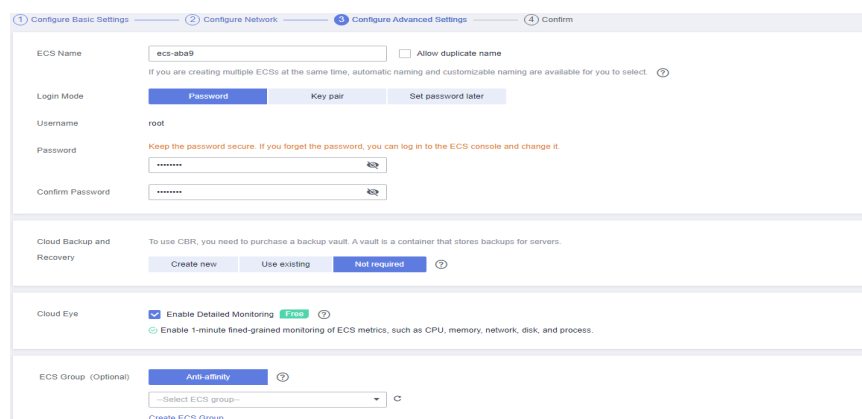 1 Configure Basic Settings 2 Configure Network 3 Configure Advanced Settings 4 Confirm
ECS Name ecs-aba9 Allow duplicate name
If you are creating multiple ECSs at the same time, automatic naming and customizable naming are available for you to select. ?
Login Mode Password Key pair Set password later
Username root
Password Keep the password secure. If you forget the password, you can log in to the ECS console and change it.
••••••••
Confirm Password ••••••••
Cloud Backup and Recovery To use CBR, you need to purchase a backup vault. A vault is a container that stores backups for servers.
Create new Use existing Not required ?
Cloud Eye Enable Detailed Monitoring Free ?
Enable 1-minute fined-grained monitoring of ECS metrics, such as CPU, memory, network, disk, and process.
ECS Group (Optional) Anti-affinity ?
--Select ECS group--
Create ECS Group